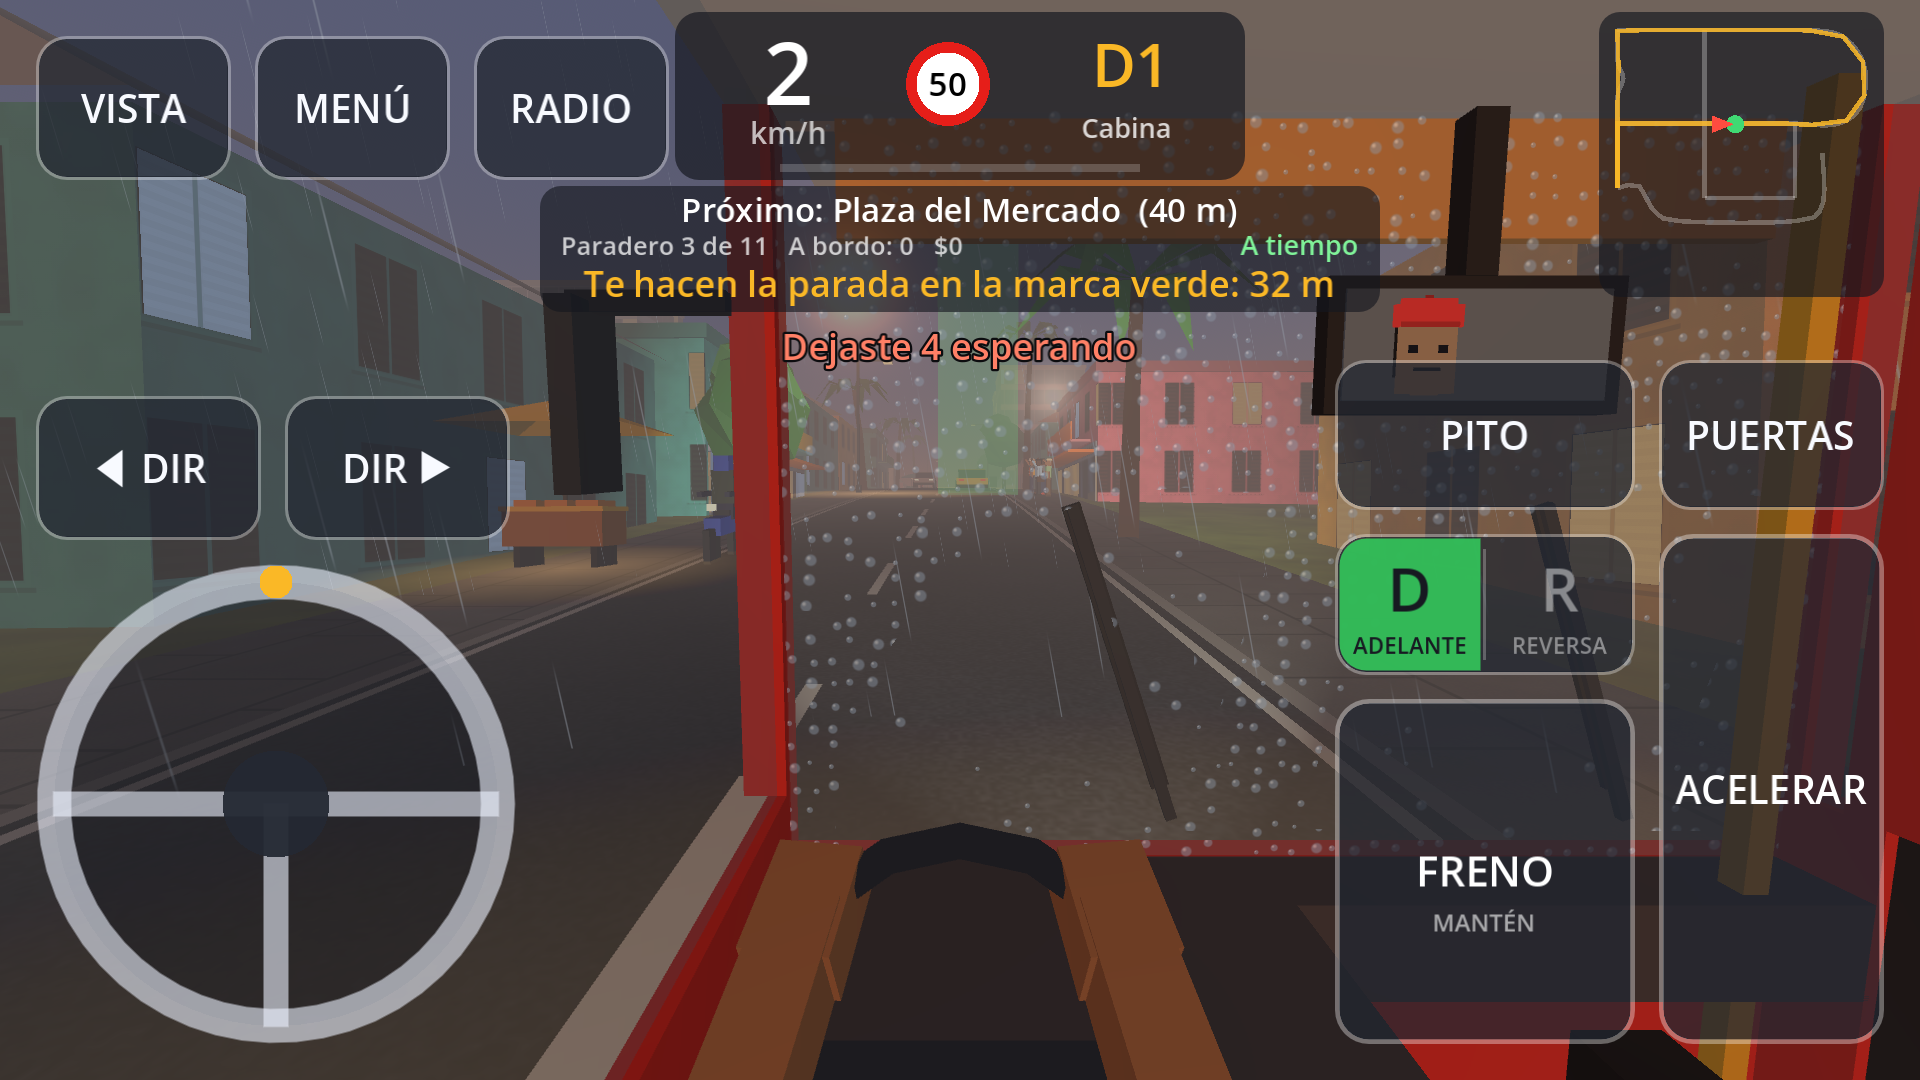 VISTA
MENÚ
RADIO
2
km/h
50
D1
Cabina
Próximo: Plaza del Mercado (40 m)
Paradero 3 de 11 A bordo: 0 $0 A tiempo
Te hacen la parada en la marca verde: 32 m
Dejaste 4 esperando
◀ DIR
DIR ▶
PITO
PUERTAS
D
ADELANTE
R
REVERSA
ACELERAR
FRENO
MANTÉN